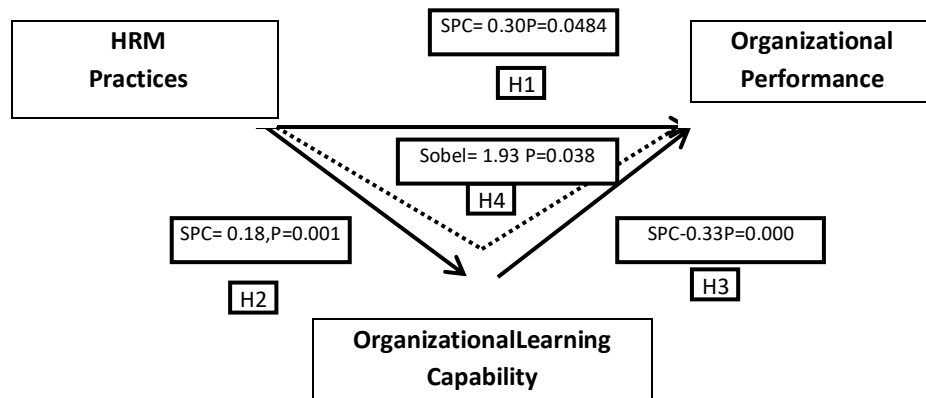 SPC= 0.30P=0.0484
HRM
Practices
Organizational
Performance
H1
Sobel= 1.93 P=0.038
H4
SPC= 0.18,P=0.001
SPC-0.33P=0.000
H2
H3
OrganizationalLearning
Capability